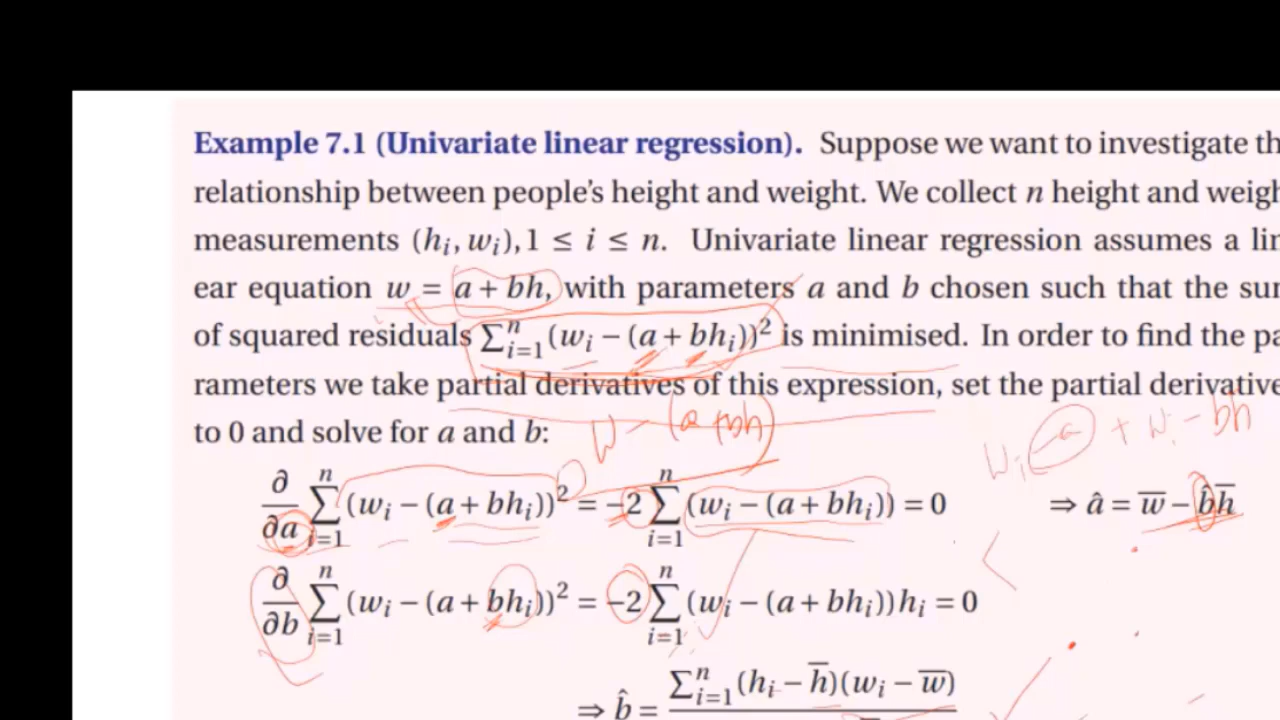 Example 7.1 (Univariate linear regression). Suppose we want to investigate th
relationship between people's height and weight. We collect n height and weigh
measurements (hᵢ, wᵢ), 1 ≤ i ≤ n. Univariate linear regression assumes a lin
ear equation w = a + bh, with parameters a and b chosen such that the sum
of squared residuals ∑ⁿᵢ₌₁ (wᵢ − (a + bhᵢ))² is minimised. In order to find the pa
rameters we take partial derivatives of this expression, set the partial derivative
to 0 and solve for a and b:
W − (a + bh)
∂/∂a ∑ⁿᵢ₌₁ (wᵢ − (a + bhᵢ))² = −2 ∑ⁿᵢ₌₁ (wᵢ − (a + bhᵢ)) = 0 ⇒ â = w̅ − b̂h̅
∂/∂b ∑ⁿᵢ₌₁ (wᵢ − (a + bhᵢ))² = −2 ∑ⁿᵢ₌₁ (wᵢ − (a + bhᵢ))hᵢ = 0
⇒ b̂ = ∑ⁿᵢ₌₁ (hᵢ − h̅)(wᵢ − w̅)